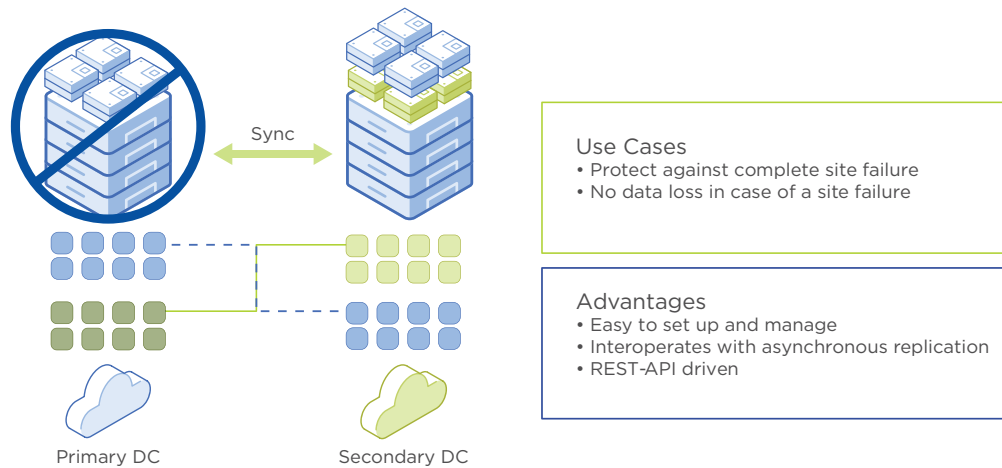 Sync
Primary DC
Secondary DC
Use Cases
• Protect against complete site failure
• No data loss in case of a site failure
Advantages
• Easy to set up and manage
• Interoperates with asynchronous replication
• REST-API driven